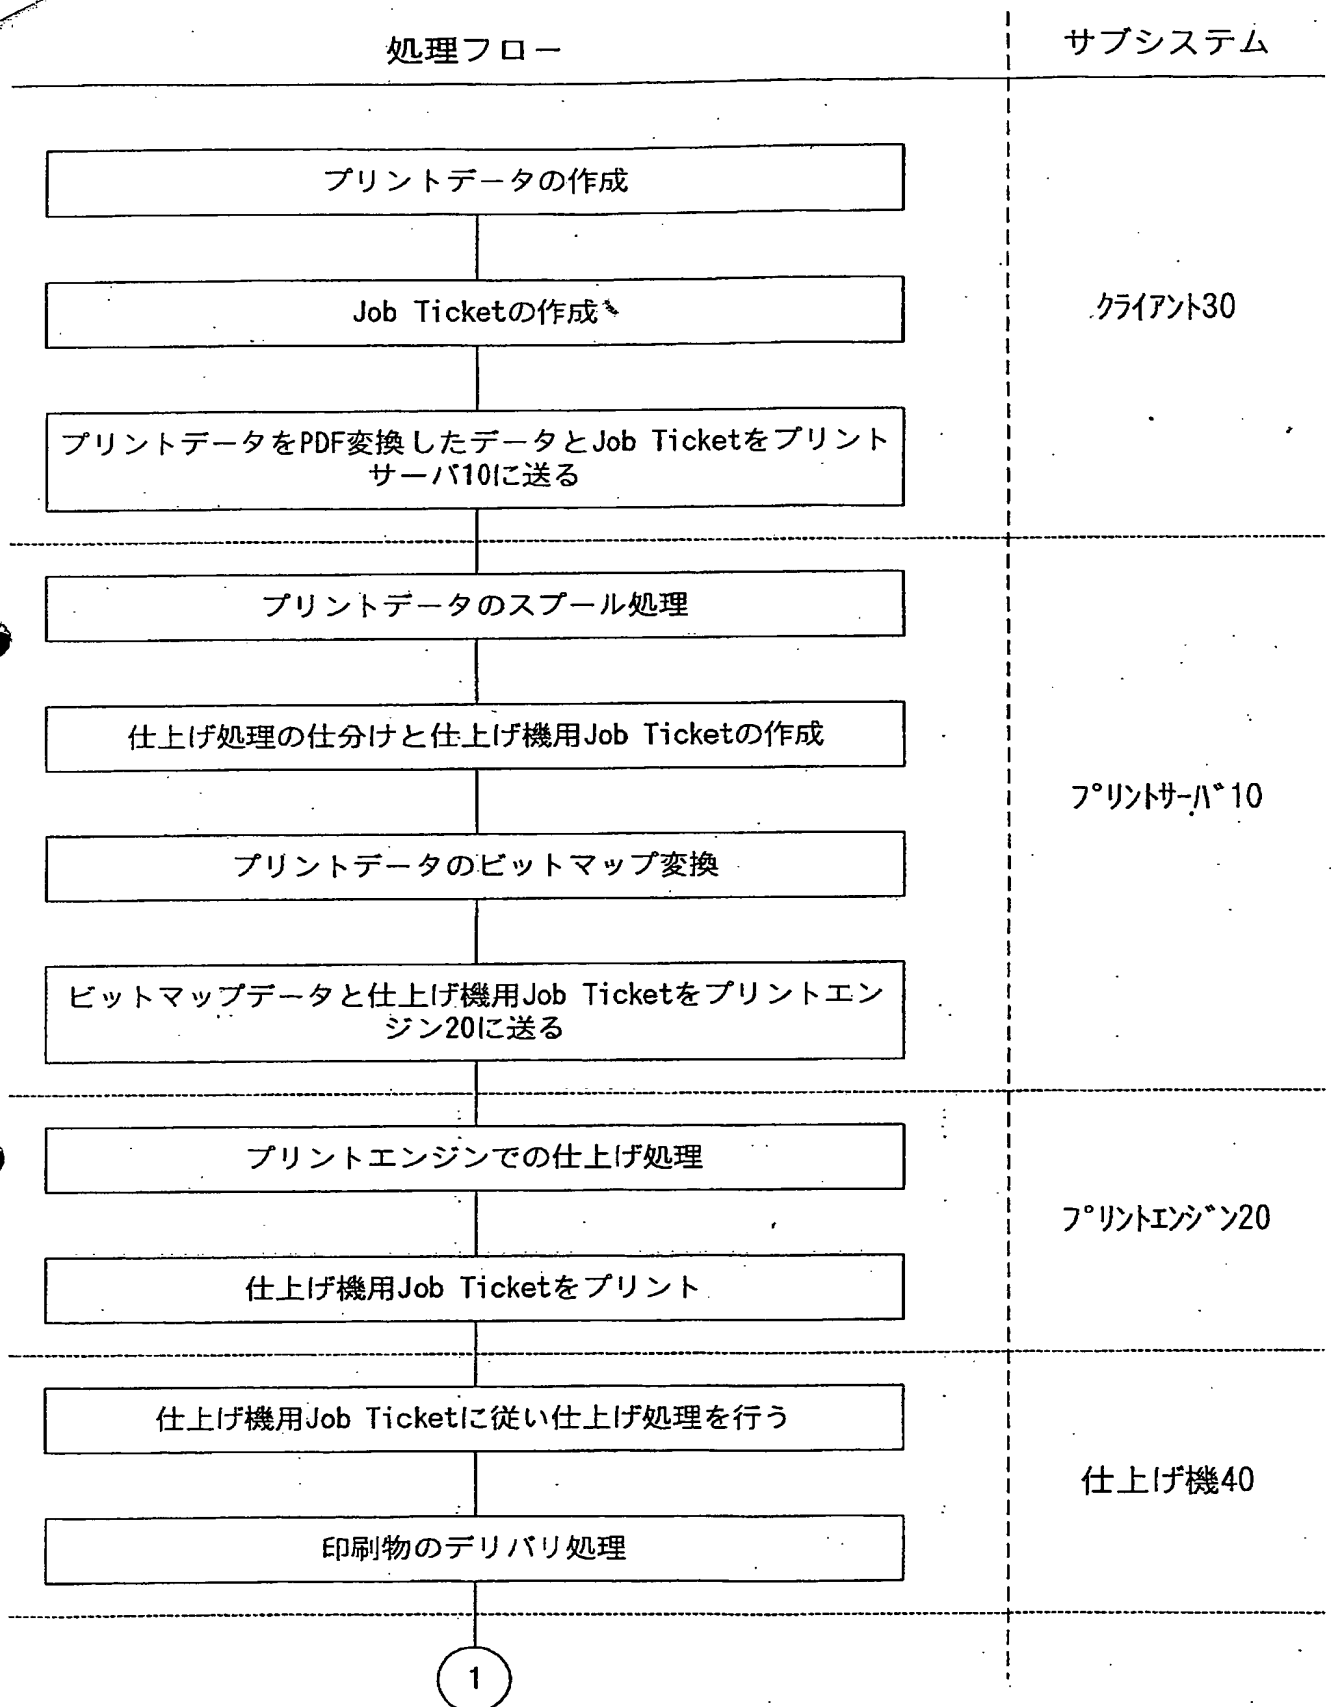 処理フロー
サブシステム
プリントデータの作成
Job Ticketの作成
クライアント30
プリントデータをPDF変換したデータとJob Ticketをプリント
サーバ10に送る
プリントデータのスプール処理
仕上げ処理の仕分けと仕上げ機用Job Ticketの作成
プリントサーバ10
プリントデータのビットマップ変換
ビットマップデータと仕上げ機用Job Ticketをプリントエン
ジン20に送る
プリントエンジンでの仕上げ処理
プリントエンジン20
仕上げ機用Job Ticketをプリント
仕上げ機用Job Ticketに従い仕上げ処理を行う
仕上げ機40
印刷物のデリバリ処理
1